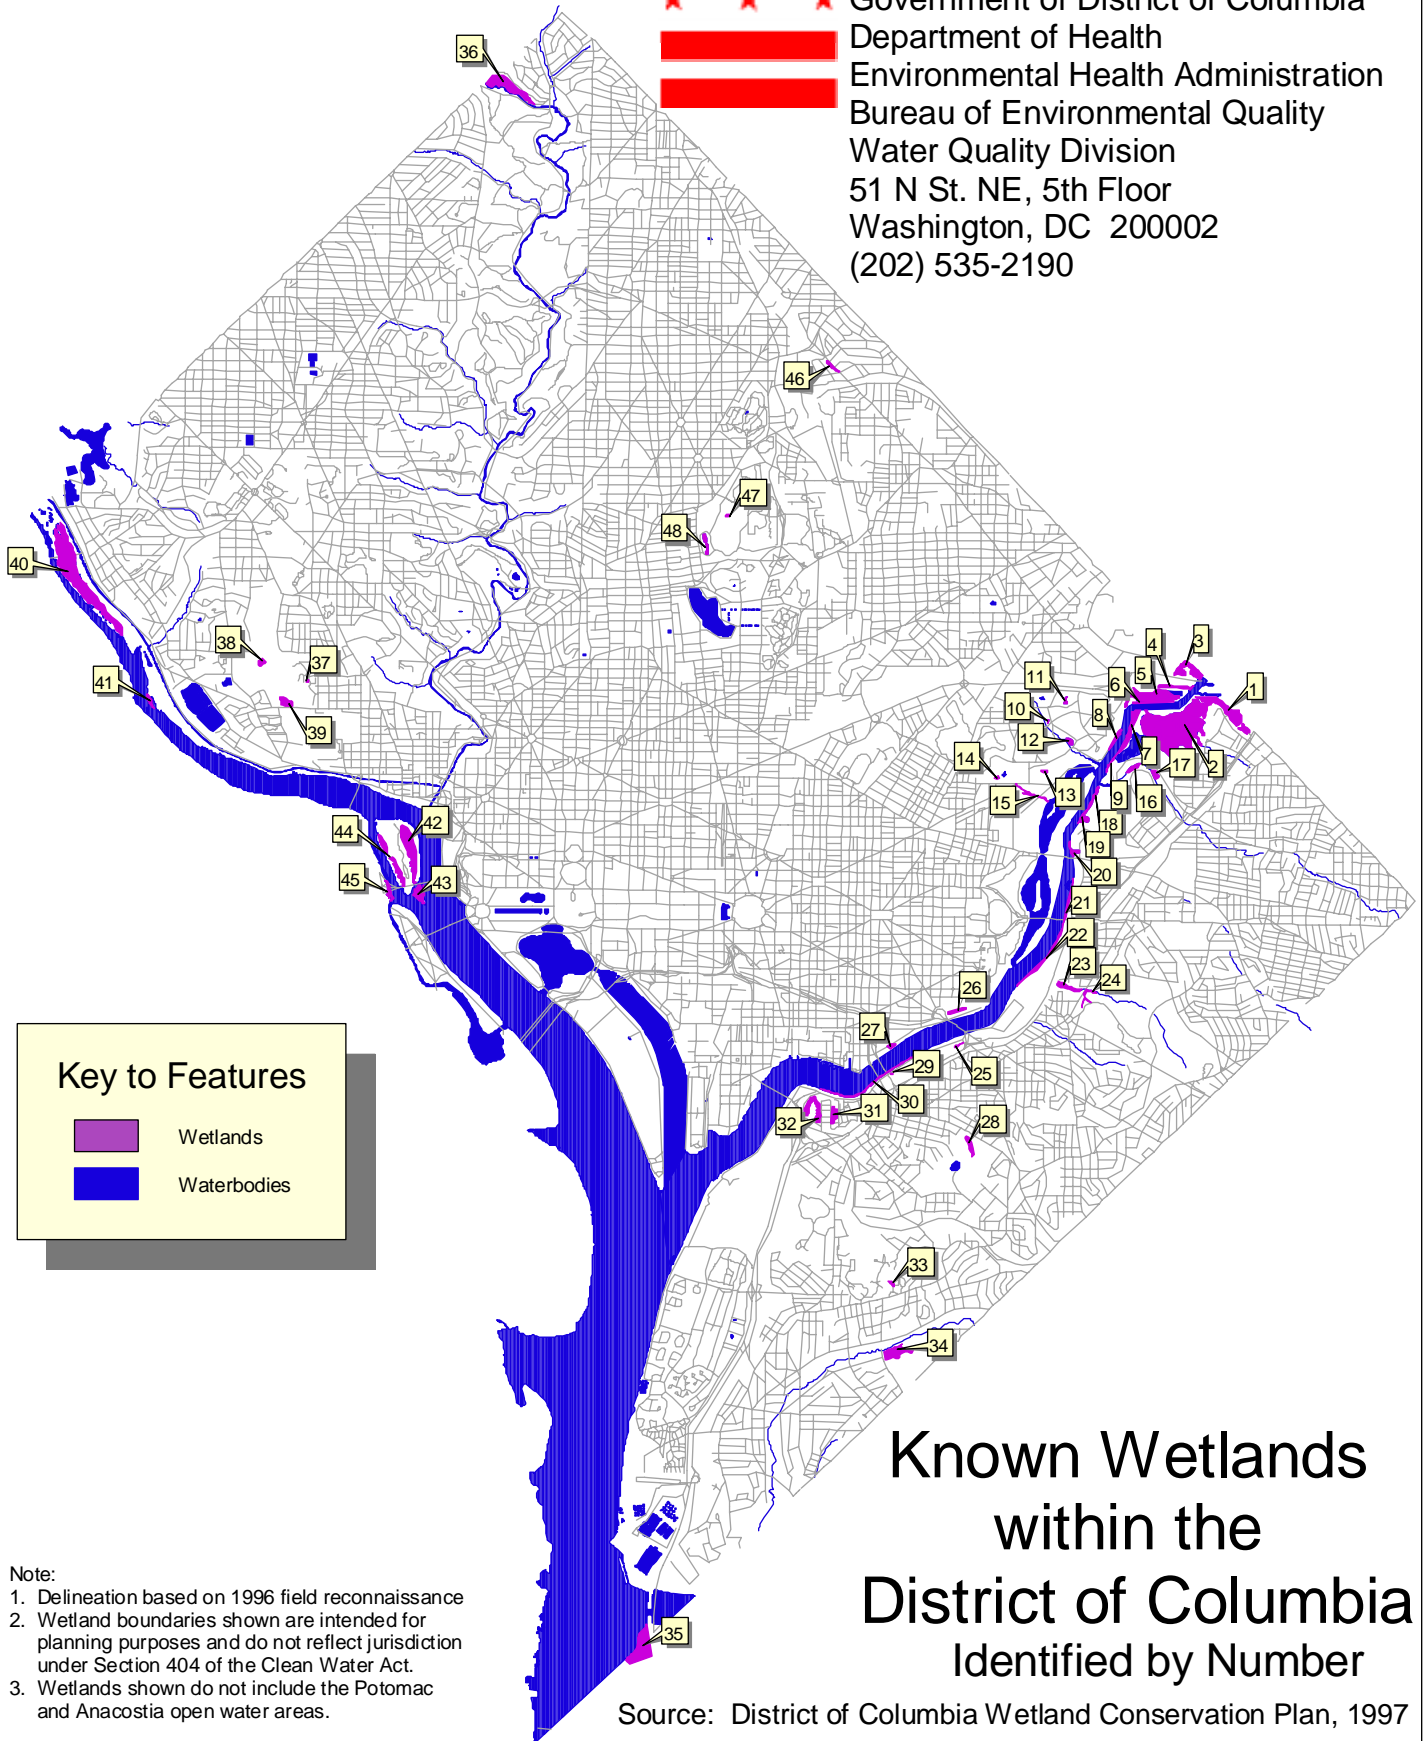 Government of District of Columbia
Department of Health
Environmental Health Administration
Bureau of Environmental Quality
Water Quality Division
51 N St. NE, 5th Floor
Washington, DC 200002
(202) 535-2190
36
46
47
48
40
38
37
41
39
4
3
5
1
6
11
10
8
12
7
17
2
14
15
13
9
16
18
19
20
42
44
45
43
21
22
23
24
26
27
25
29
30
31
32
28
33
34
35
Key to Features
Wetlands
Waterbodies
Known Wetlands
within the
District of Columbia
Identified by Number
Note:
1. Delineation based on 1996 field reconnaissance
2. Wetland boundaries shown are intended for
planning purposes and do not reflect jurisdiction
under Section 404 of the Clean Water Act.
3. Wetlands shown do not include the Potomac
and Anacostia open water areas.
Source: District of Columbia Wetland Conservation Plan, 1997